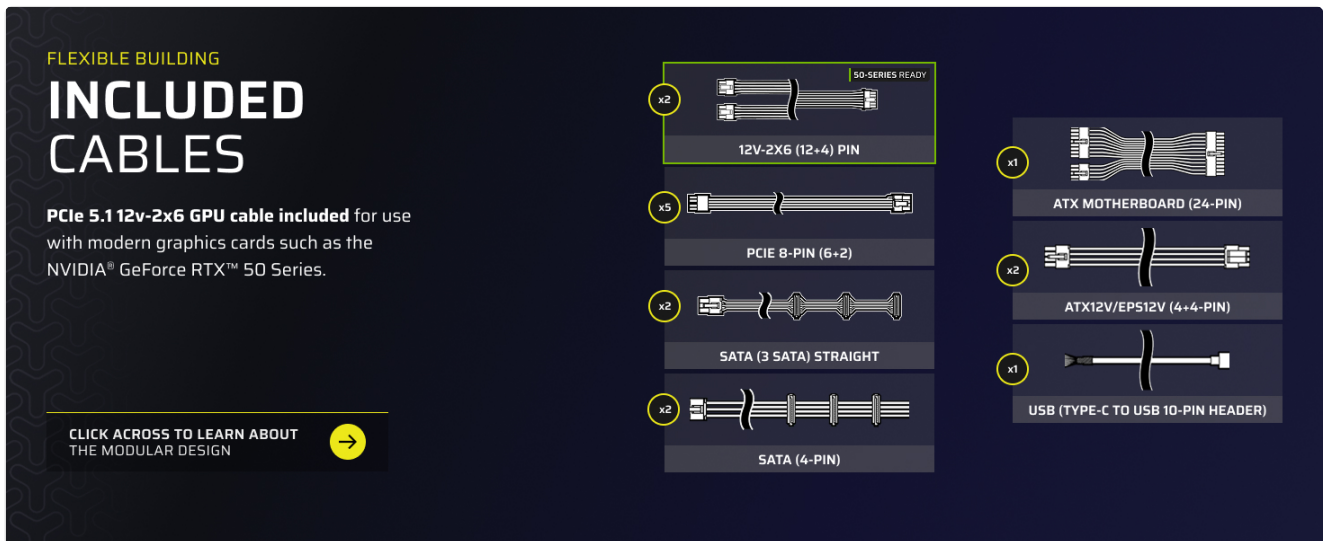 FLEXIBLE BUILDING
INCLUDED
CABLES
PCIe 5.1 12v-2x6 GPU cable included for use
with modern graphics cards such as the
NVIDIA® GeForce RTX™ 50 Series.
CLICK ACROSS TO LEARN ABOUT
THE MODULAR DESIGN
x2
50-SERIES READY
12V-2X6 (12+4) PIN
x5
PCIE 8-PIN (6+2)
x2
SATA (3 SATA) STRAIGHT
x2
SATA (4-PIN)
x1
ATX MOTHERBOARD (24-PIN)
x2
ATX12V/EPS12V (4+4-PIN)
x1
USB (TYPE-C TO USB 10-PIN HEADER)